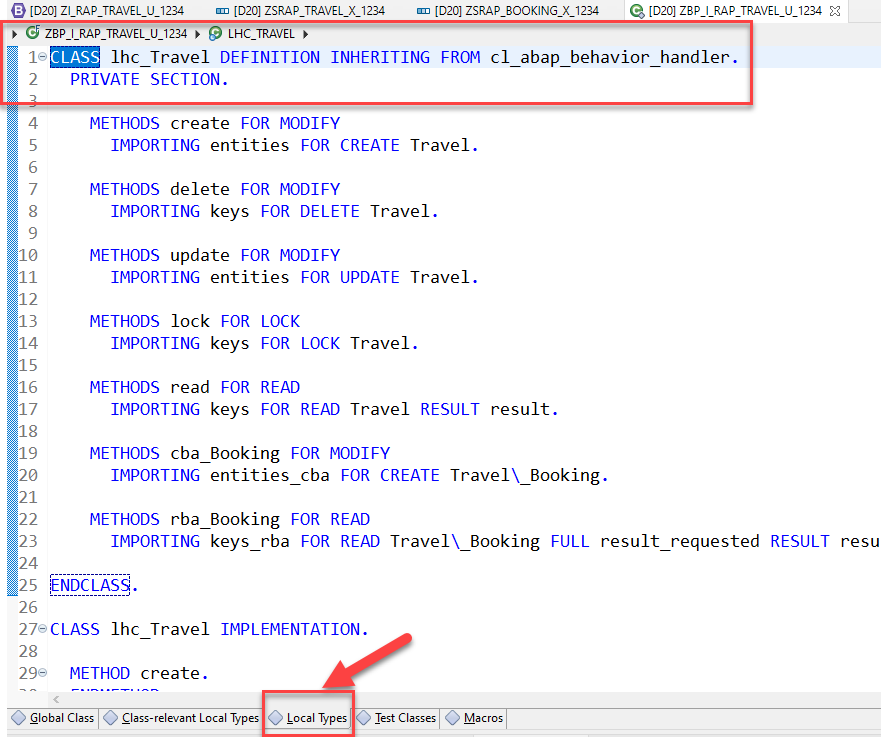 [D20] ZI_RAP_TRAVEL_U_1234 [D20] ZSRAP_TRAVEL_X_1234 [D20] ZSRAP_BOOKING_X_1234 [D20] ZBP_I_RAP_TRAVEL_U_1234
ZBP_I_RAP_TRAVEL_U_1234 LHC_TRAVEL
1 CLASS lhc_Travel DEFINITION INHERITING FROM cl_abap_behavior_handler.
2 PRIVATE SECTION.
3
4 METHODS create FOR MODIFY
5 IMPORTING entities FOR CREATE Travel.
6
7 METHODS delete FOR MODIFY
8 IMPORTING keys FOR DELETE Travel.
9
10 METHODS update FOR MODIFY
11 IMPORTING entities FOR UPDATE Travel.
12
13 METHODS lock FOR LOCK
14 IMPORTING keys FOR LOCK Travel.
15
16 METHODS read FOR READ
17 IMPORTING keys FOR READ Travel RESULT result.
18
19 METHODS cba_Booking FOR MODIFY
20 IMPORTING entities_cba FOR CREATE Travel\_Booking.
21
22 METHODS rba_Booking FOR READ
23 IMPORTING keys_rba FOR READ Travel\_Booking FULL result_requested RESULT resu
24
25 ENDCLASS.
26
27 CLASS lhc_Travel IMPLEMENTATION.
28
29 METHOD create.
30 ENDMETHOD
Global Class Class-relevant Local Types Local Types Test Classes Macros